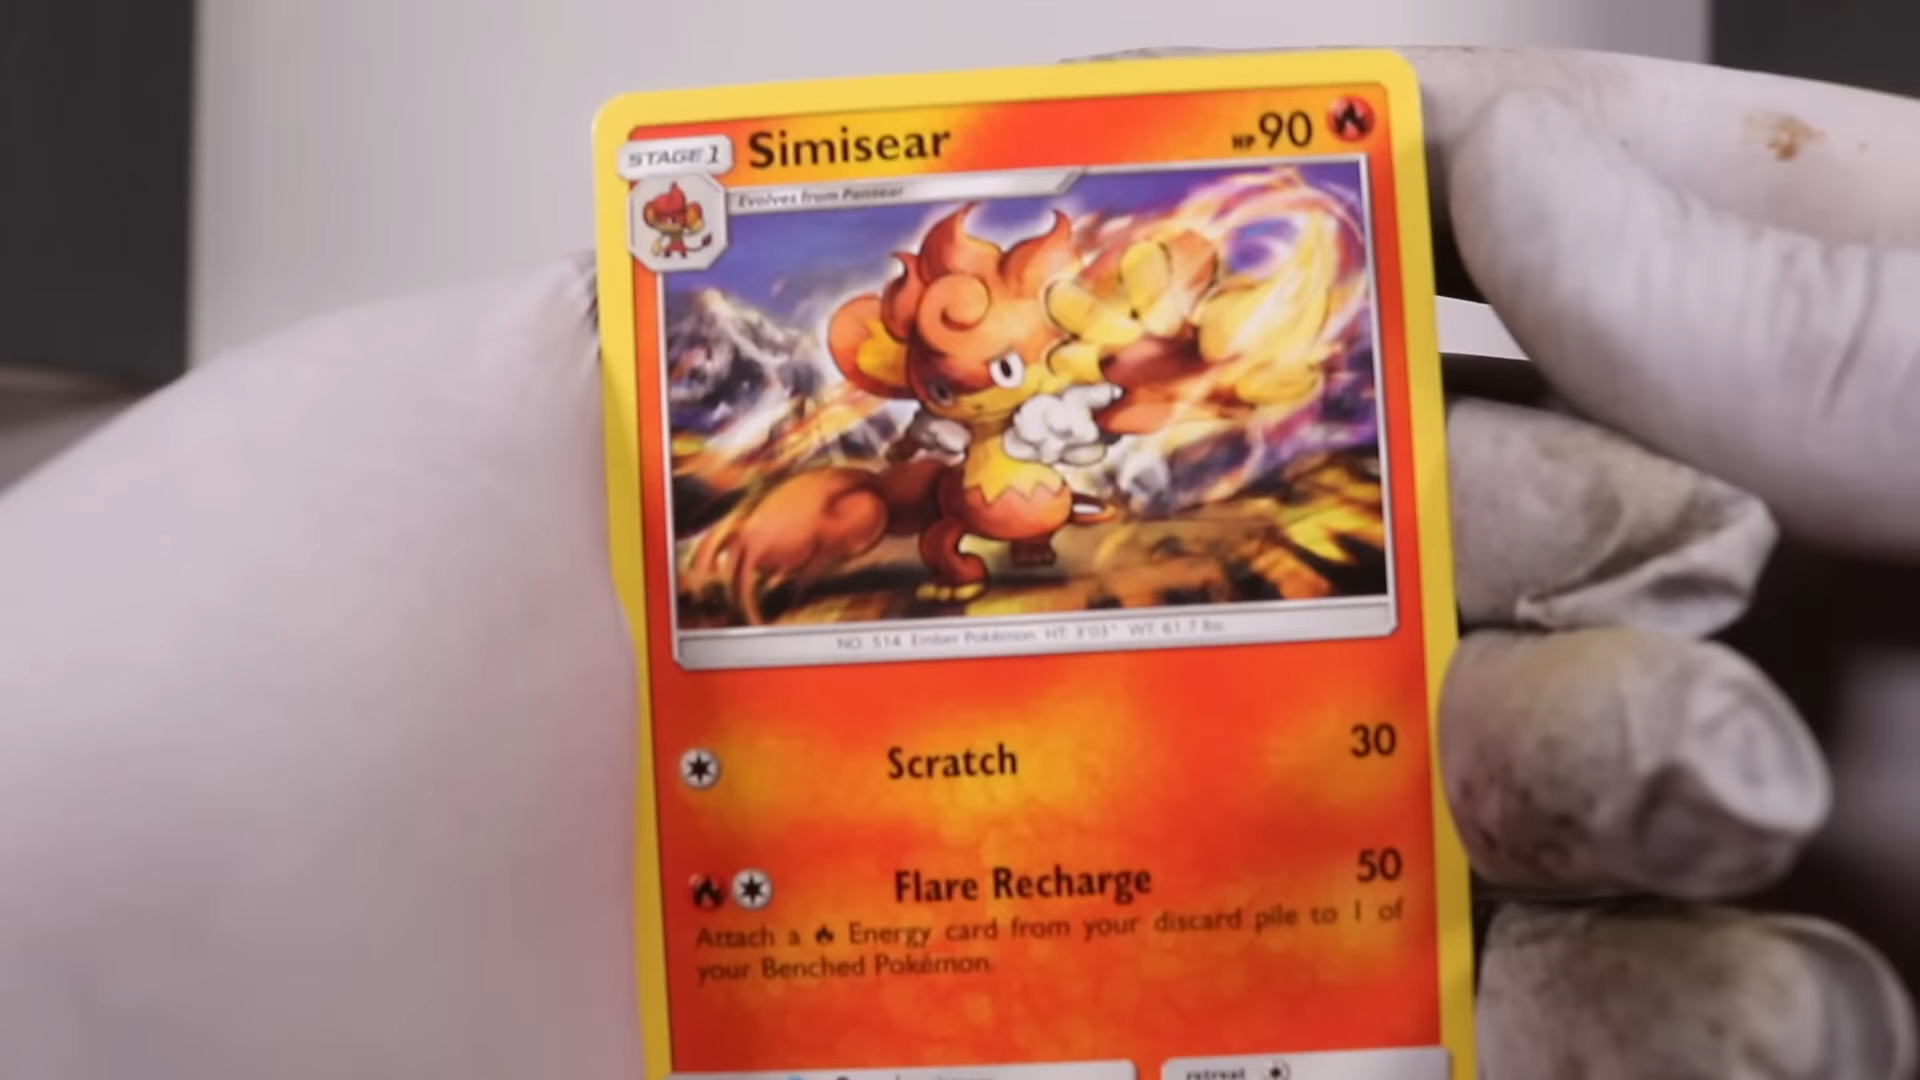 STAGE 1 Simisear HP 90
Evolves from Pansear
NO. 514 Ember Pokémon HT: 3'03" WT: 61.7 lbs.
Scratch 30
Flare Recharge 50
Attach a Energy card from your discard pile to 1 of
your Benched Pokémon.
retreat